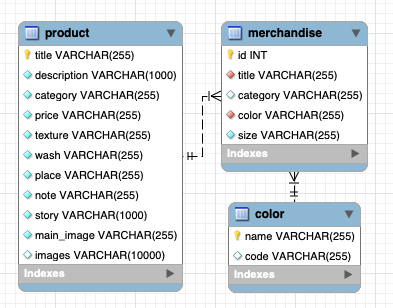 product
title VARCHAR(255)
description VARCHAR(1000)
category VARCHAR(255)
price VARCHAR(255)
texture VARCHAR(255)
wash VARCHAR(255)
place VARCHAR(255)
note VARCHAR(255)
story VARCHAR(1000)
main_image VARCHAR(255)
images VARCHAR(10000)
Indexes
merchandise
id INT
title VARCHAR(255)
category VARCHAR(255)
color VARCHAR(255)
size VARCHAR(255)
Indexes
color
name VARCHAR(255)
code VARCHAR(255)
Indexes